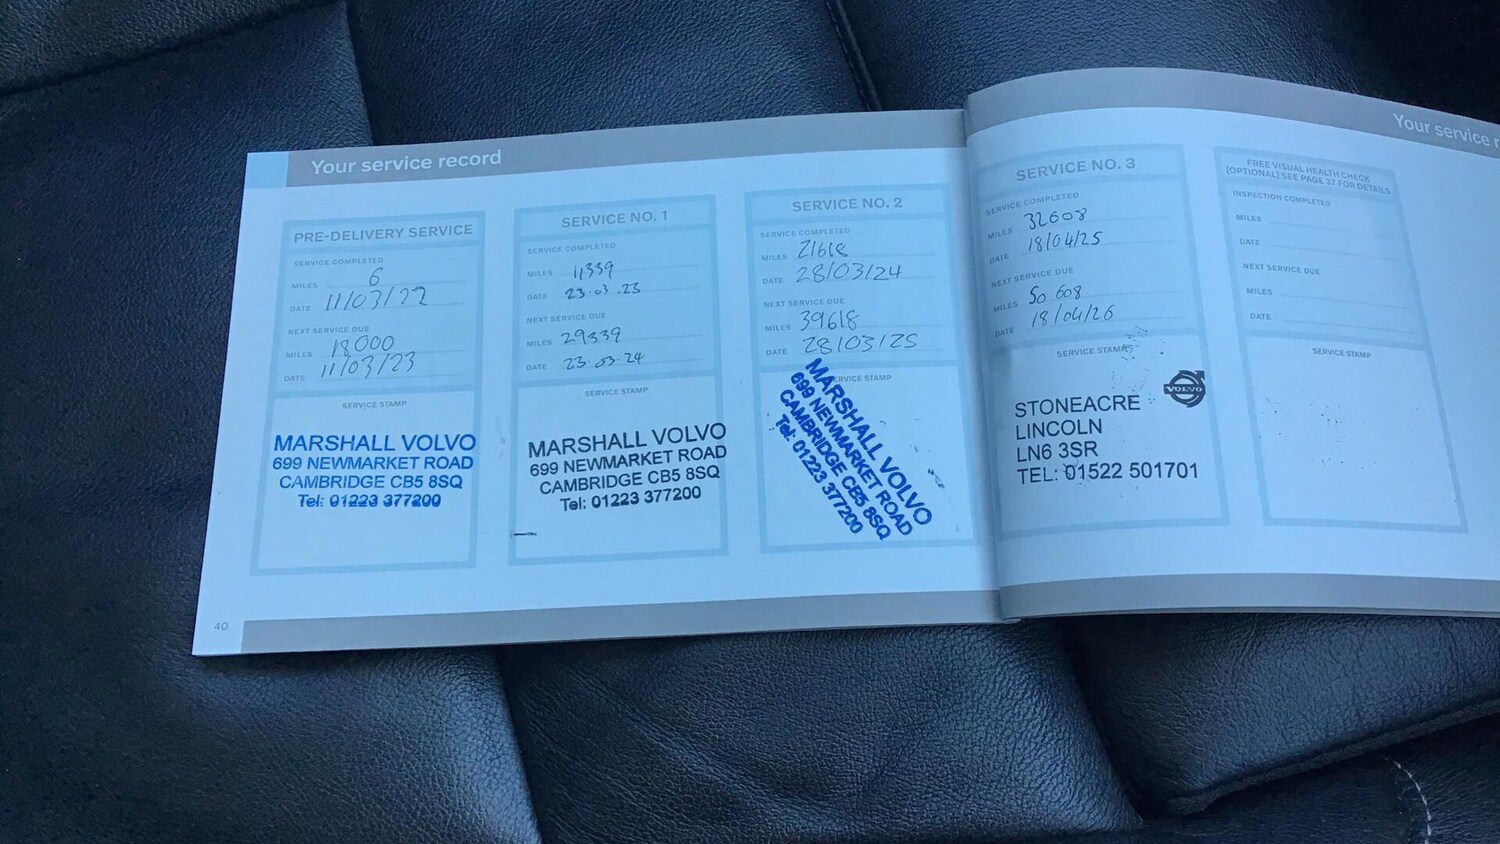 Your service record
PRE-DELIVERY SERVICE
SERVICE COMPLETED
MILES 6
DATE 11/03/22
NEXT SERVICE DUE
MILES 18000
DATE 11/03/23
SERVICE STAMP
MARSHALL VOLVO
699 NEWMARKET ROAD
CAMBRIDGE CB5 8SQ
Tel: 01223 377200
SERVICE NO. 1
SERVICE COMPLETED
MILES 11339
DATE 23.03.23
NEXT SERVICE DUE
MILES 29339
DATE 23.03.24
SERVICE STAMP
MARSHALL VOLVO
699 NEWMARKET ROAD
CAMBRIDGE CB5 8SQ
Tel: 01223 377200
SERVICE NO. 2
SERVICE COMPLETED
MILES 21618
DATE 28/03/24
NEXT SERVICE DUE
MILES 39618
DATE 28/03/25
SERVICE STAMP
MARSHALL VOLVO
699 NEWMARKET ROAD
CAMBRIDGE CB5 8SQ
Tel: 01223 377200
40
Your service r
SERVICE NO. 3
SERVICE COMPLETED
MILES 32608
DATE 18/04/25
NEXT SERVICE DUE
MILES 50 608
DATE 18/04/26
SERVICE STAMP
VOLVO
STONEACRE
LINCOLN
LN6 3SR
TEL: 01522 501701
FREE VISUAL HEALTH CHECK
(OPTIONAL) SEE PAGE 37 FOR DETAILS
INSPECTION COMPLETED
MILES
DATE
NEXT SERVICE DUE
MILES
DATE
SERVICE STAMP